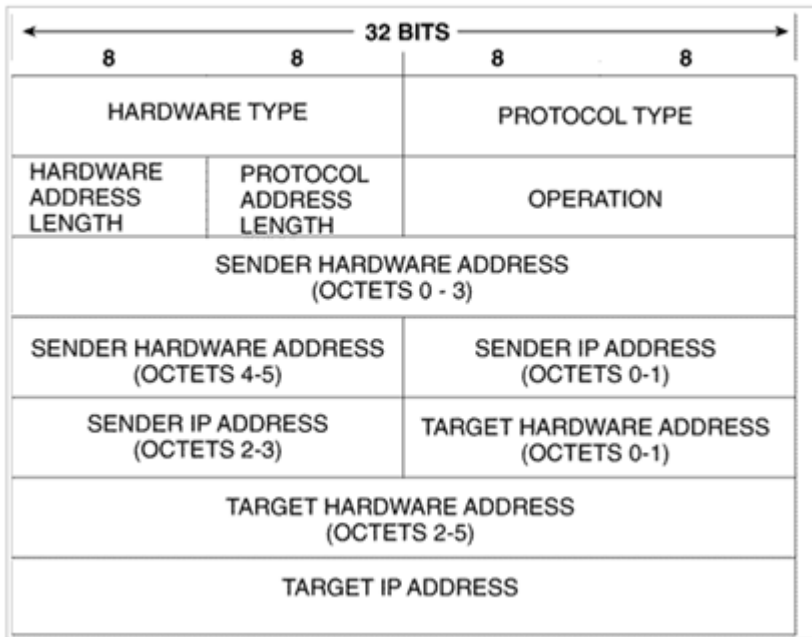 32 BITS
8 8 8 8
HARDWARE TYPE
PROTOCOL TYPE
HARDWARE
ADDRESS
LENGTH
PROTOCOL
ADDRESS
LENGTH
OPERATION
SENDER HARDWARE ADDRESS
(OCTETS 0 - 3)
SENDER HARDWARE ADDRESS
(OCTETS 4-5)
SENDER IP ADDRESS
(OCTETS 0-1)
SENDER IP ADDRESS
(OCTETS 2-3)
TARGET HARDWARE ADDRESS
(OCTETS 0-1)
TARGET HARDWARE ADDRESS
(OCTETS 2-5)
TARGET IP ADDRESS